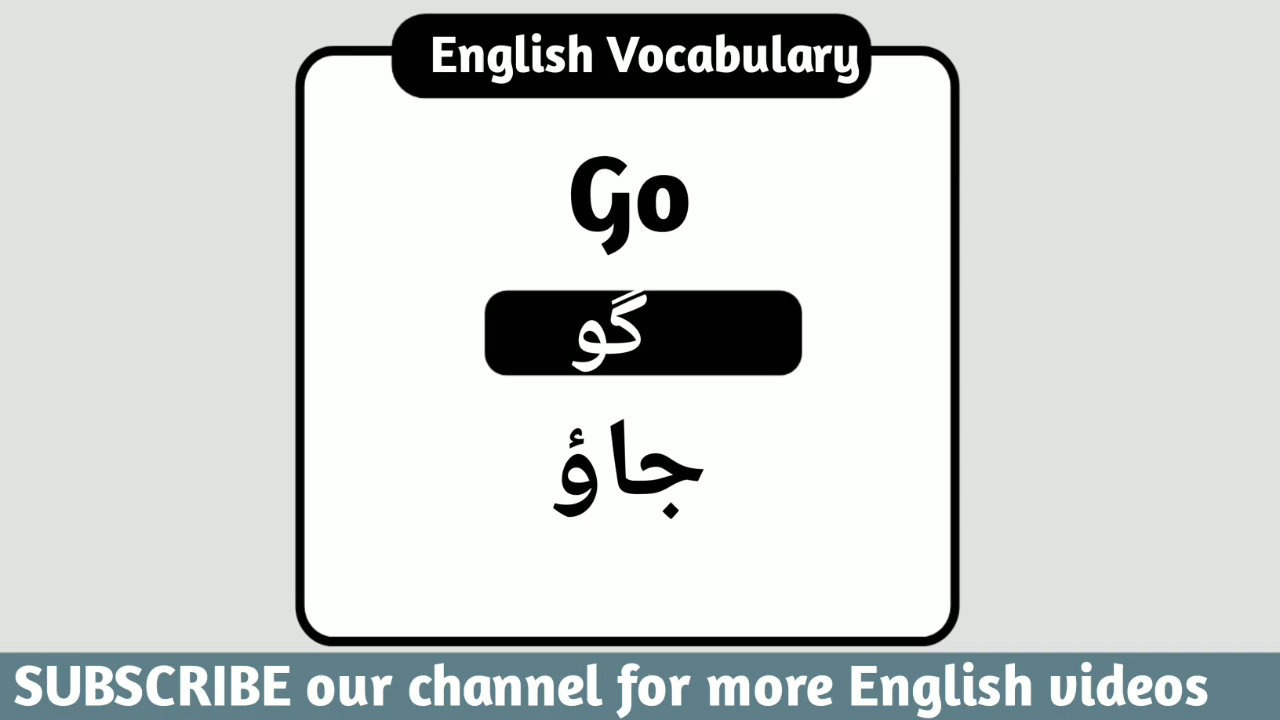 English Vocabulary
Go
گو
جاؤ
SUBSCRIBE our channel for more English videos